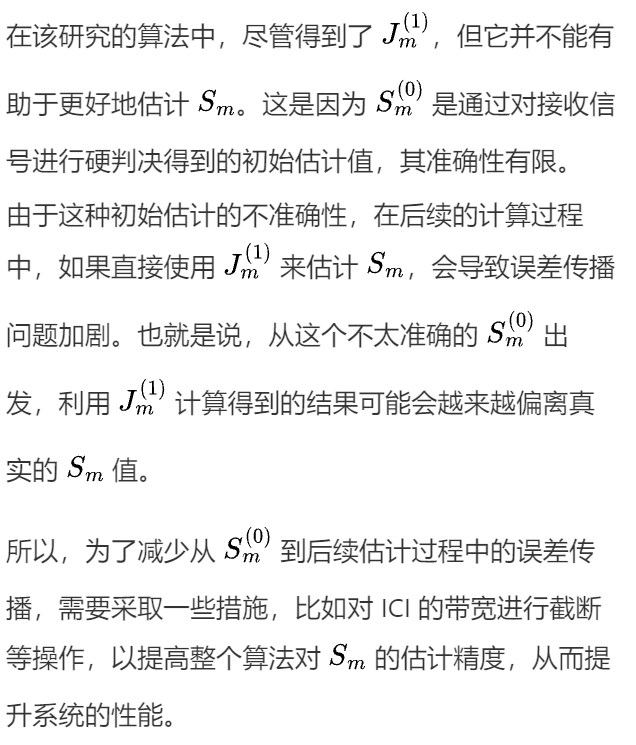 在该研究的算法中，尽管得到了 $J_m^{(1)}$，但它并不能有
助于更好地估计 $S_m$。这是因为 $S_m^{(0)}$ 是通过对接收信
号进行硬判决得到的初始估计值，其准确性有限。
由于这种初始估计的不准确性，在后续的计算过程
中，如果直接使用 $J_m^{(1)}$ 来估计 $S_m$，会导致误差传播
问题加剧。也就是说，从这个不太准确的 $S_m^{(0)}$ 出
发，利用 $J_m^{(1)}$ 计算得到的结果可能会越来越偏离真
实的 $S_m$ 值。
所以，为了减少从 $S_m^{(0)}$ 到后续估计过程中的误差传
播，需要采取一些措施，比如对 ICI 的带宽进行截断
等操作，以提高整个算法对 $S_m$ 的估计精度，从而提
升系统的性能。